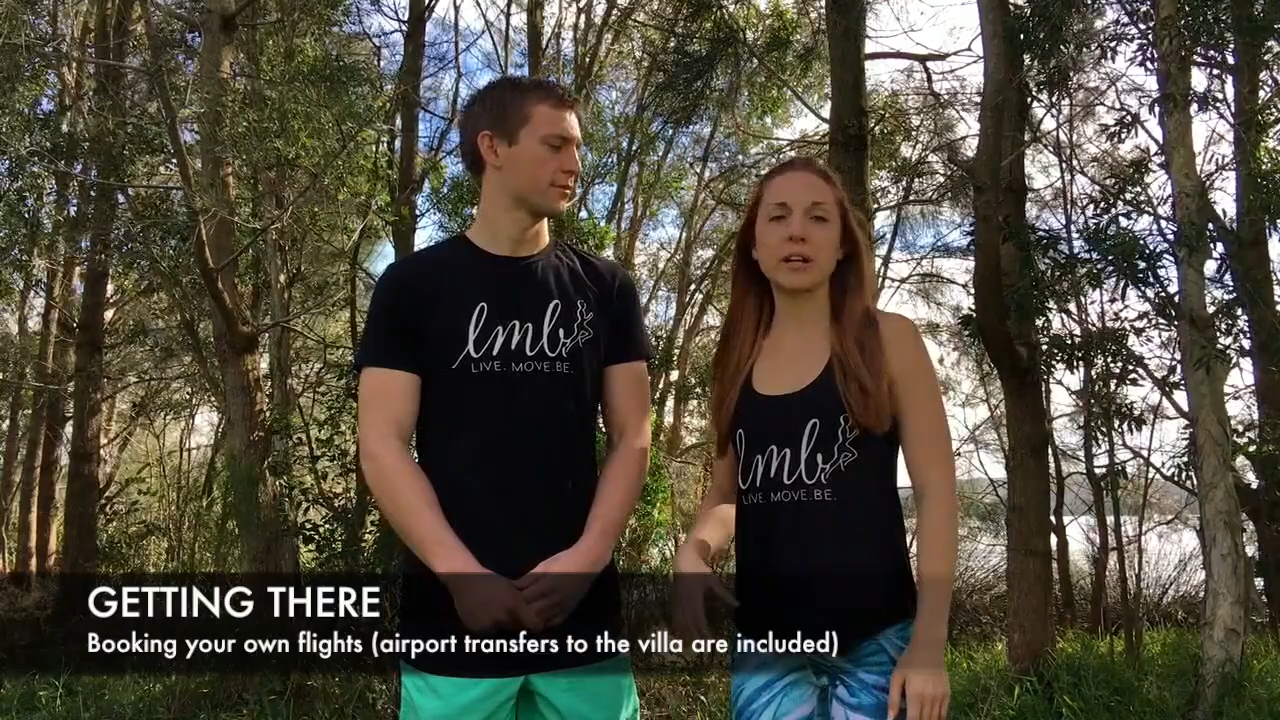 lmb
LIVE. MOVE. BE.
lmb
LIVE. MOVE. BE.
GETTING THERE
Booking your own flights (airport transfers to the villa are included)